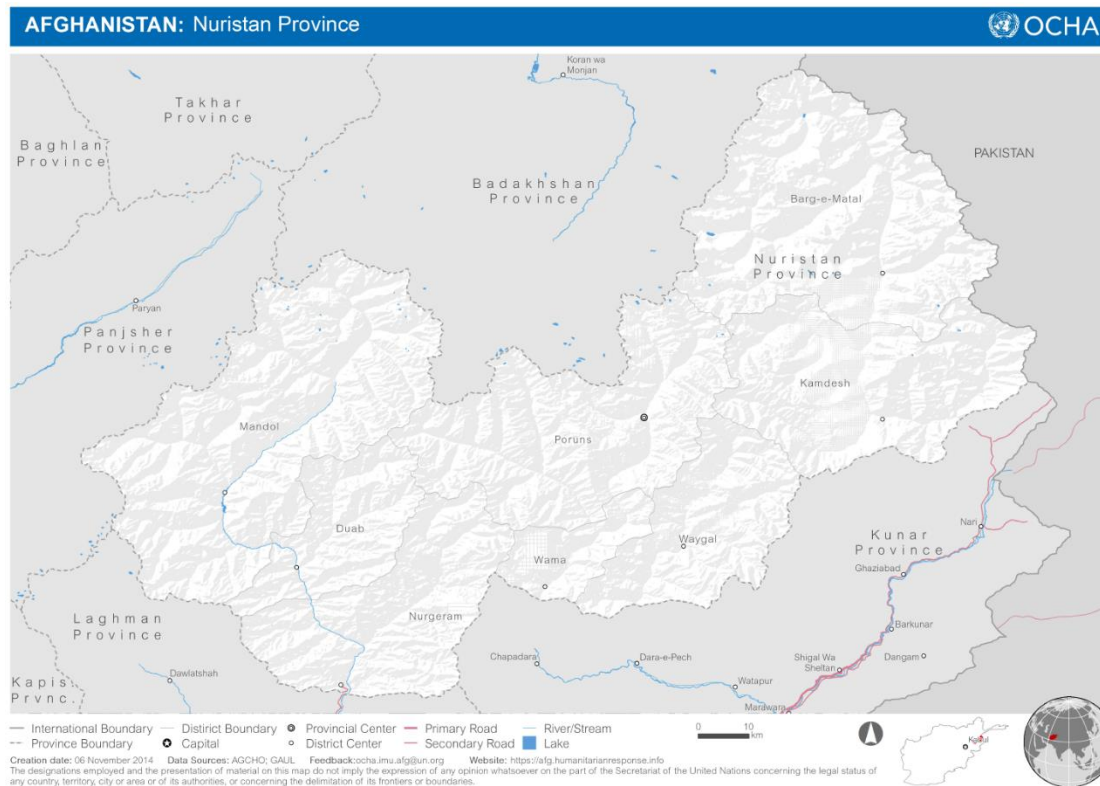 AFGHANISTAN: Nuristan Province
OCHA
Koran wa
Monjan
Takhar
Province
Baghlan
Province
PAKISTAN
Badakhshan
Province
Barg-e-Matal
Nuristan
Province
Paryan
Panjsher
Province
Kamdesh
Mandol
Poruns
Duab
Nari
Waygal
Kunar
Province
Wama
Ghaziabad
Nurgeram
Laghman
Province
Barkunar
Chapadara
Dara-e-Pech
Shigal Wa
Sheltan
Dangam
Dawlatshah
Kapis
Prvnc.
Watapur
Marawara
International Boundary
District Boundary
Provincial Center
Primary Road
River/Stream
0 10
km
Province Boundary
Capital
District Center
Secondary Road
Lake
Kabul
Creation date: 06 November 2014 Data Sources: AGCHO; GAUL Feedback:ocha.imu.afg@un.org Website: https://afg.humanitarianresponse.info
The designations employed and the presentation of material on this map do not imply the expression of any opinion whatsoever on the part of the Secretariat of the United Nations concerning the legal status of
any country, territory, city or area or of its authorities, or concerning the delimitation of its frontiers or boundaries.